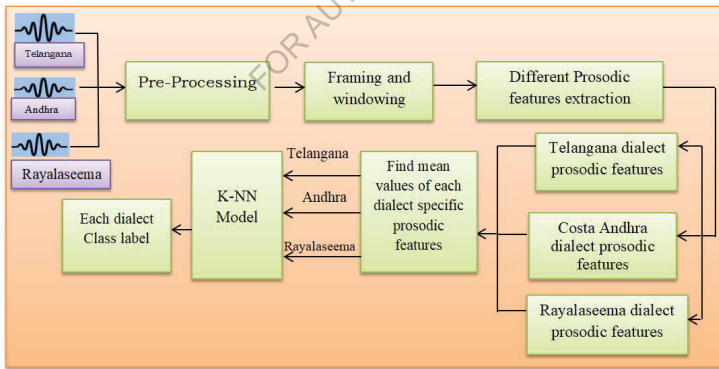 FOR AU
Telangana
Andhra
Rayalaseema
Pre-Processing
Framing and
windowing
Different Prosodic
features extraction
Telangana dialect
prosodic features
Costa Andhra
dialect prosodic
features
Rayalaseema dialect
prosodic features
Find mean
values of each
dialect specific
prosodic
features
Telangana
Andhra
Rayalaseema
K-NN
Model
Each dialect
Class label